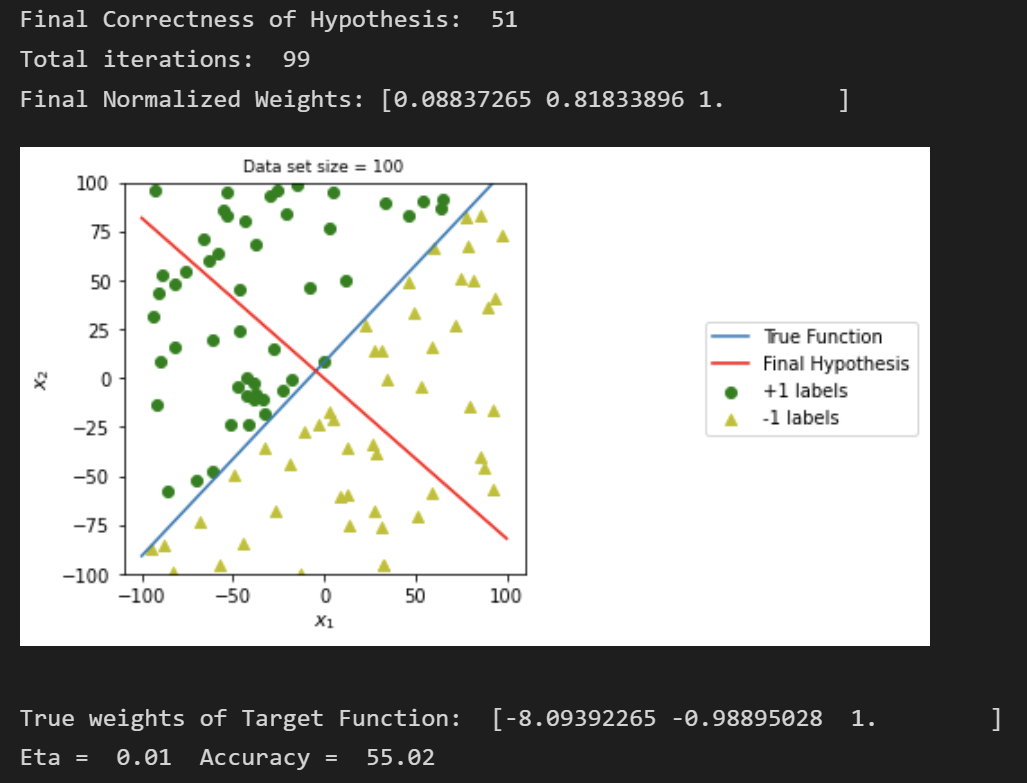 Final Correctness of Hypothesis:  51
Total iterations:  99
Final Normalized Weights: [0.08837265 0.81833896 1.        ]
Data set size = 100
100
75
50
25
0
−25
−50
−75
−100
x₂
−100 −50 0 50 100
x₁
True Function
Final Hypothesis
+1 labels
-1 labels
True weights of Target Function:  [-8.09392265 -0.98895028  1.        ]
Eta =  0.01  Accuracy =  55.02